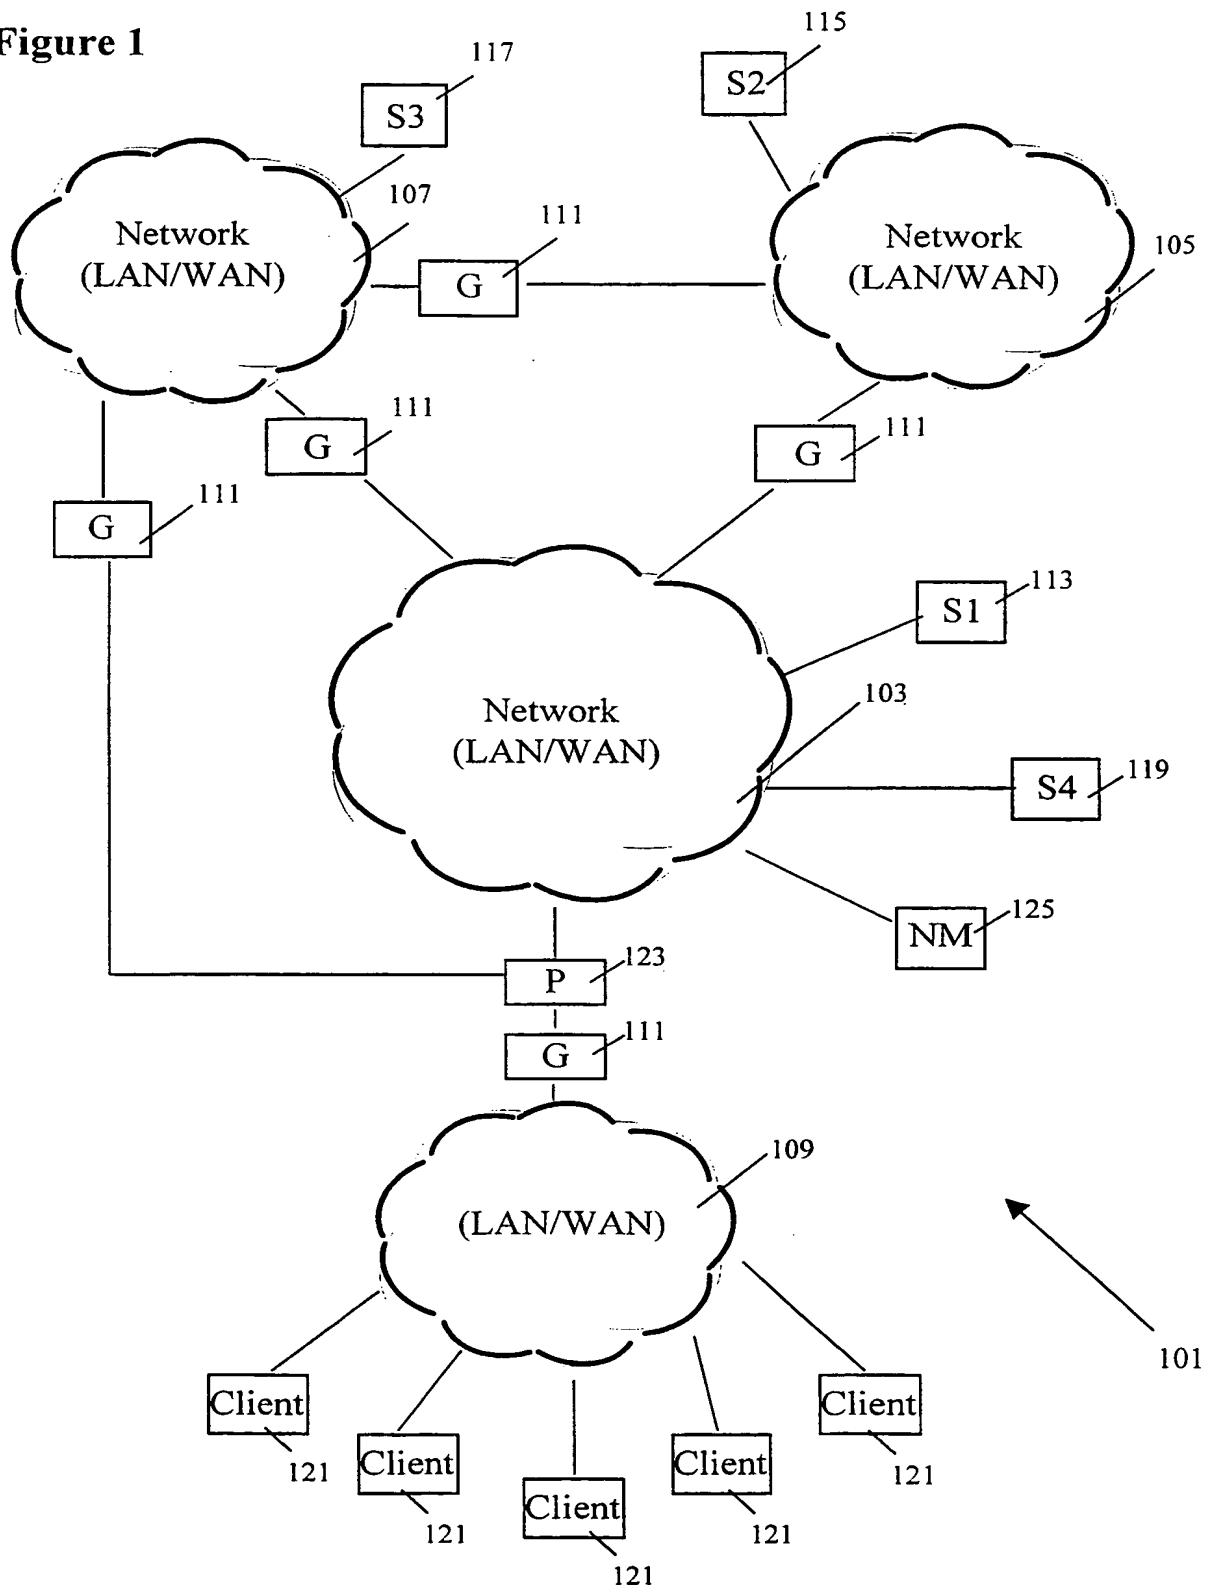 Figure 1
115
117
S2
S3
107
111
105
Network
(LAN/WAN)
G
Network
(LAN/WAN)
111
G
111
G
111
G
113
S1
103
Network
(LAN/WAN)
119
S4
125
NM
123
P
111
G
109
(LAN/WAN)
101
Client
121
Client
121
Client
121
Client
121
Client
121